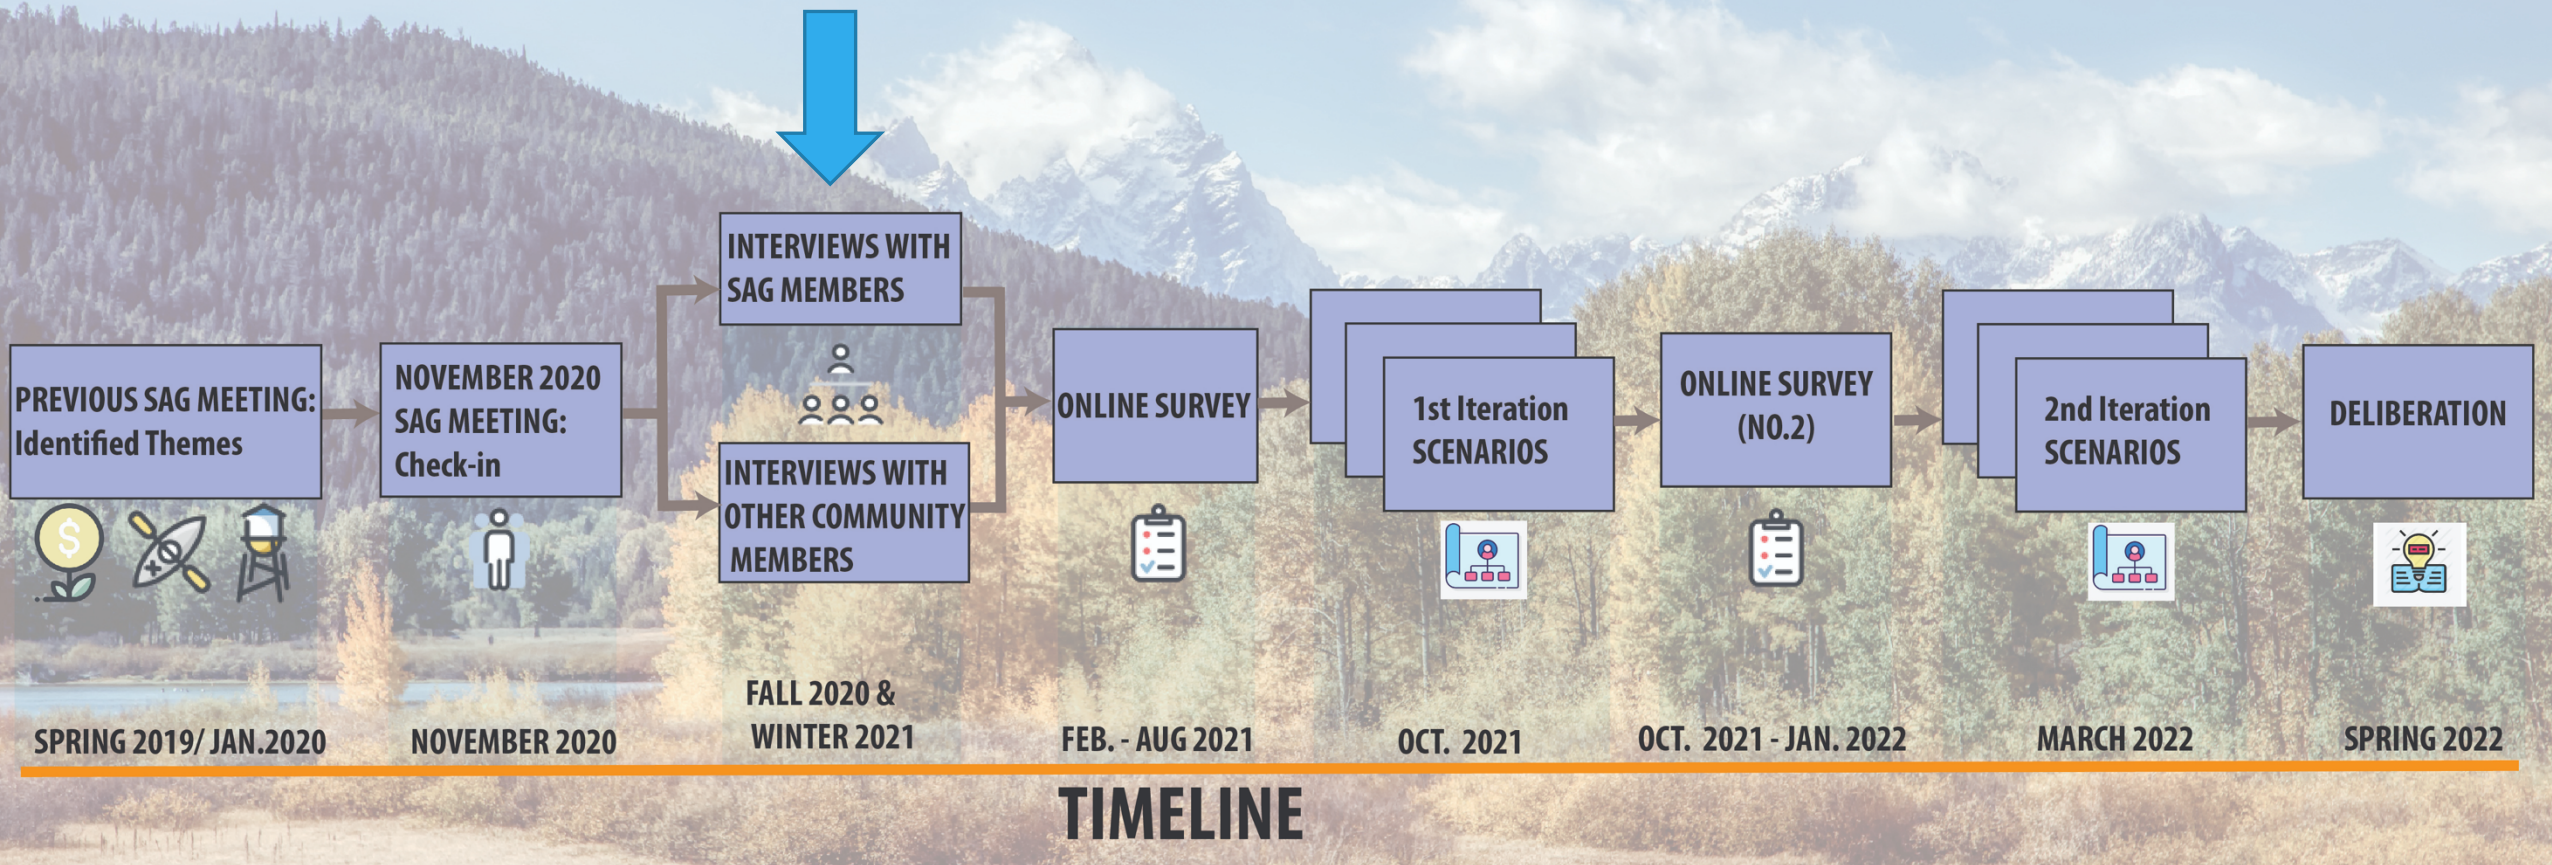 PREVIOUS SAG MEETING:
Identified Themes
NOVEMBER 2020
SAG MEETING:
Check-in
INTERVIEWS WITH
SAG MEMBERS
INTERVIEWS WITH
OTHER COMMUNITY
MEMBERS
ONLINE SURVEY
1st Iteration
SCENARIOS
ONLINE SURVEY
(NO.2)
2nd Iteration
SCENARIOS
DELIBERATION
SPRING 2019/ JAN.2020
NOVEMBER 2020
FALL 2020 &
WINTER 2021
FEB. - AUG 2021
OCT. 2021
OCT. 2021 - JAN. 2022
MARCH 2022
SPRING 2022
TIMELINE